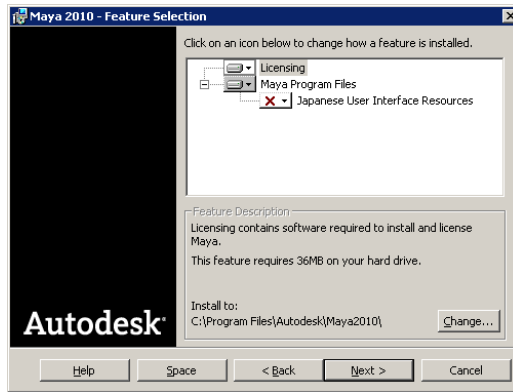 Maya 2010 - Feature Selection
Click on an icon below to change how a feature is installed.
Licensing
Maya Program Files
Japanese User Interface Resources
Feature Description
Licensing contains software required to install and license
Maya.
This feature requires 36MB on your hard drive.
Install to:
C:\Program Files\Autodesk\Maya2010\
Change...
Autodesk
Help
Space
< Back
Next >
Cancel